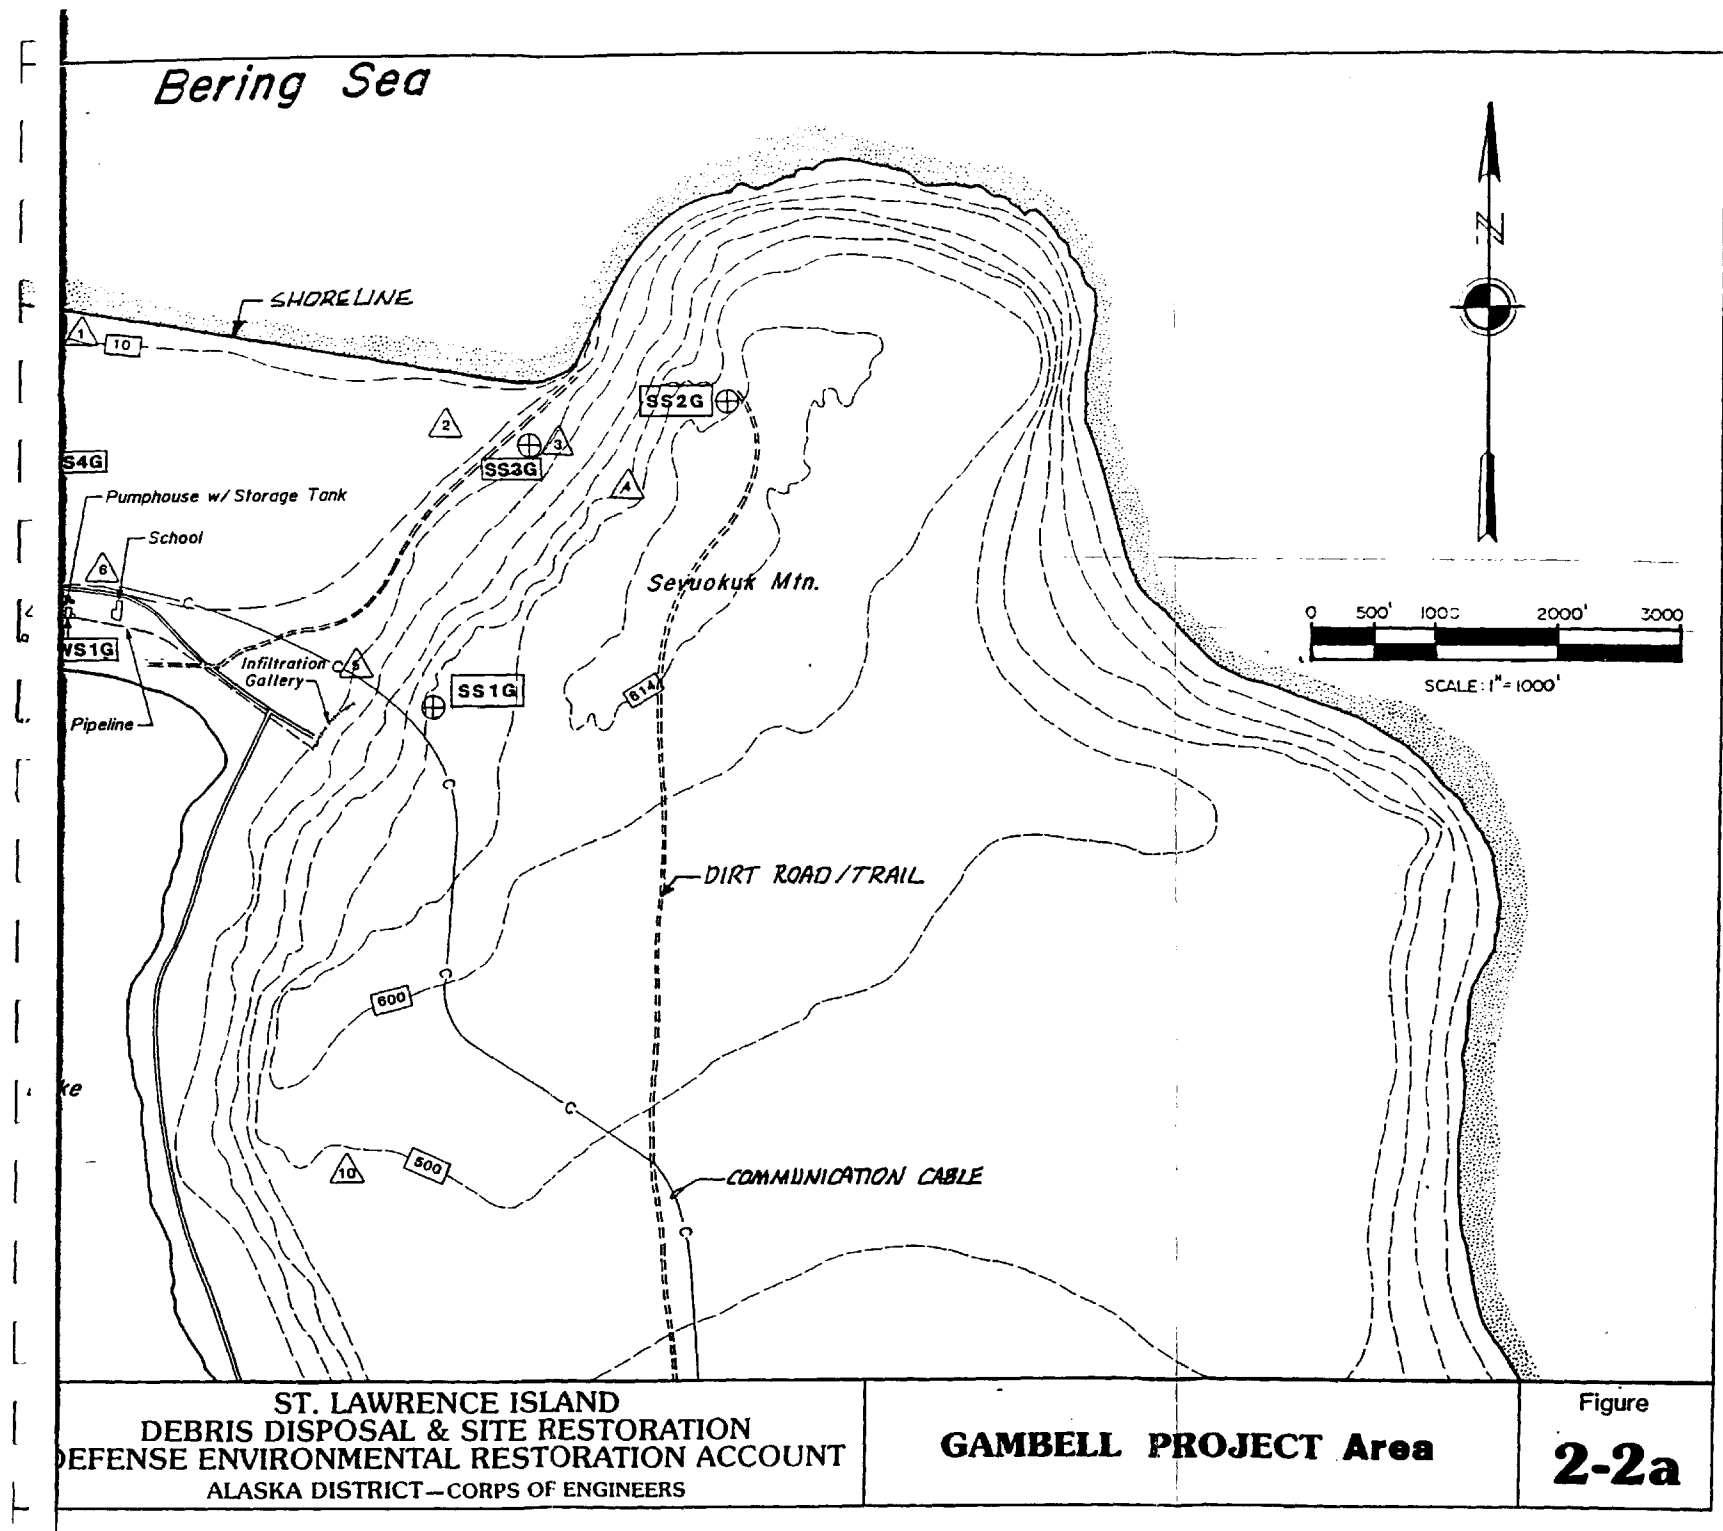 Bering Sea
SHORELINE
1
10
2
3
SS2G
SS3G
S4G
4
Pumphouse w/ Storage Tank
School
6
C
Sevuokuk Mtn.
N
0 500' 1000 2000' 3000
SCALE: 1"=1000'
WS1G
Infiltration
Gallery
C
5
SS1G
614
Pipeline
C
DIRT ROAD/TRAIL
C
600
ke
C
10
500
COMMUNICATION CABLE
C
ST. LAWRENCE ISLAND
DEBRIS DISPOSAL & SITE RESTORATION
DEFENSE ENVIRONMENTAL RESTORATION ACCOUNT
ALASKA DISTRICT—CORPS OF ENGINEERS
GAMBELL PROJECT Area
Figure
2-2a